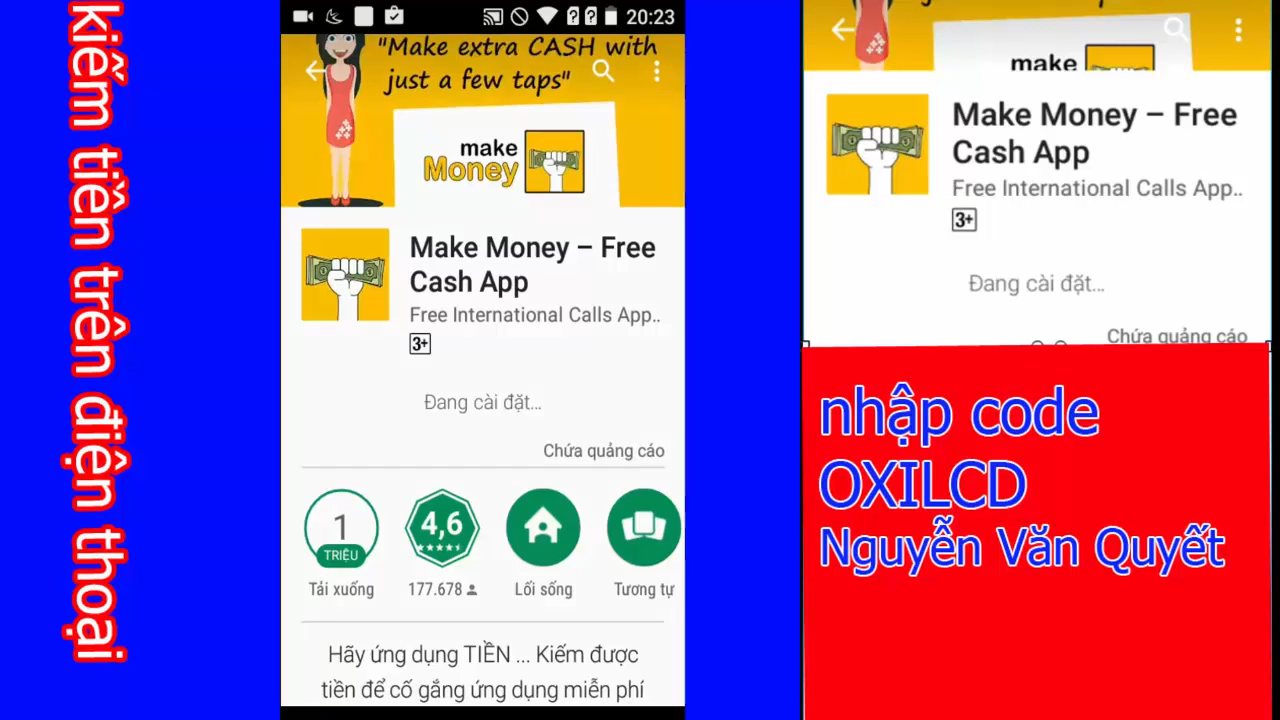 kiếm tiền trên điện thoại
20:23
"Make extra CASH with
just a few taps"
make
Money
Make Money – Free
Cash App
Free International Calls App..
3+
Đang cài đặt...
Chứa quảng cáo
1
TRIỆU
Tải xuống
4,6
177.678
Lối sống
Tương tự
Hãy ứng dụng TIỀN ... Kiếm được
tiền để cố gắng ứng dụng miễn phí
make
Make Money – Free
Cash App
Free International Calls App..
3+
Đang cài đặt...
Chứa quảng cáo
nhập code
OXILCD
Nguyễn Văn Quyết